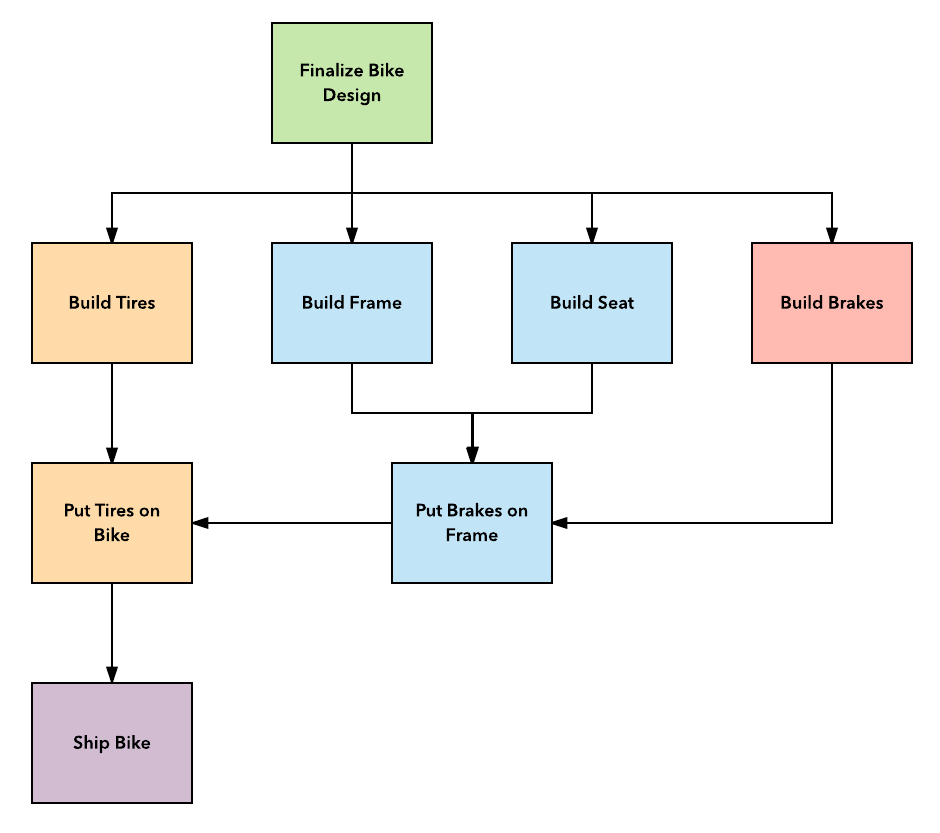 Finalize Bike
Design
Build Tires
Build Frame
Build Seat
Build Brakes
Put Tires on
Bike
Put Brakes on
Frame
Ship Bike